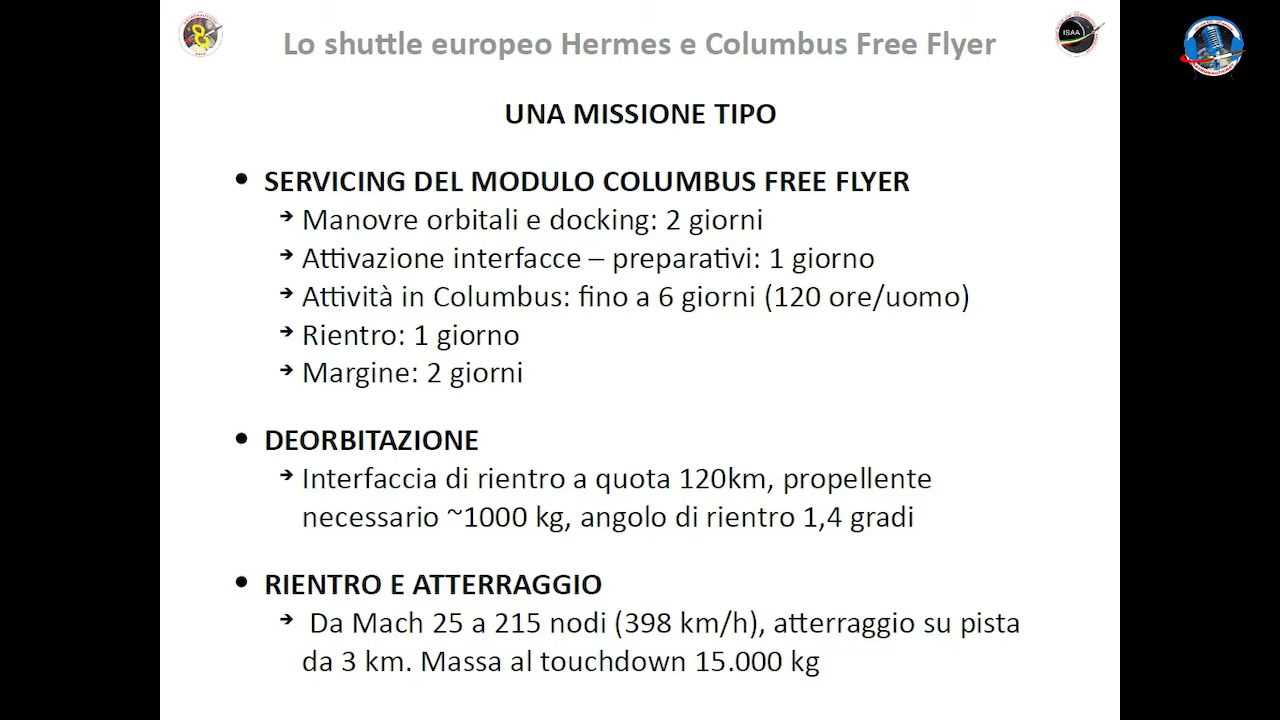 Lo shuttle europeo Hermes e Columbus Free Flyer
ISAA
UNA MISSIONE TIPO
• SERVICING DEL MODULO COLUMBUS FREE FLYER
➔ Manovre orbitali e docking: 2 giorni
➔ Attivazione interfacce – preparativi: 1 giorno
➔ Attività in Columbus: fino a 6 giorni (120 ore/uomo)
➔ Rientro: 1 giorno
➔ Margine: 2 giorni
• DEORBITAZIONE
➔ Interfaccia di rientro a quota 120km, propellente
necessario ~1000 kg, angolo di rientro 1,4 gradi
• RIENTRO E ATTERRAGGIO
➔ Da Mach 25 a 215 nodi (398 km/h), atterraggio su pista
da 3 km. Massa al touchdown 15.000 kg